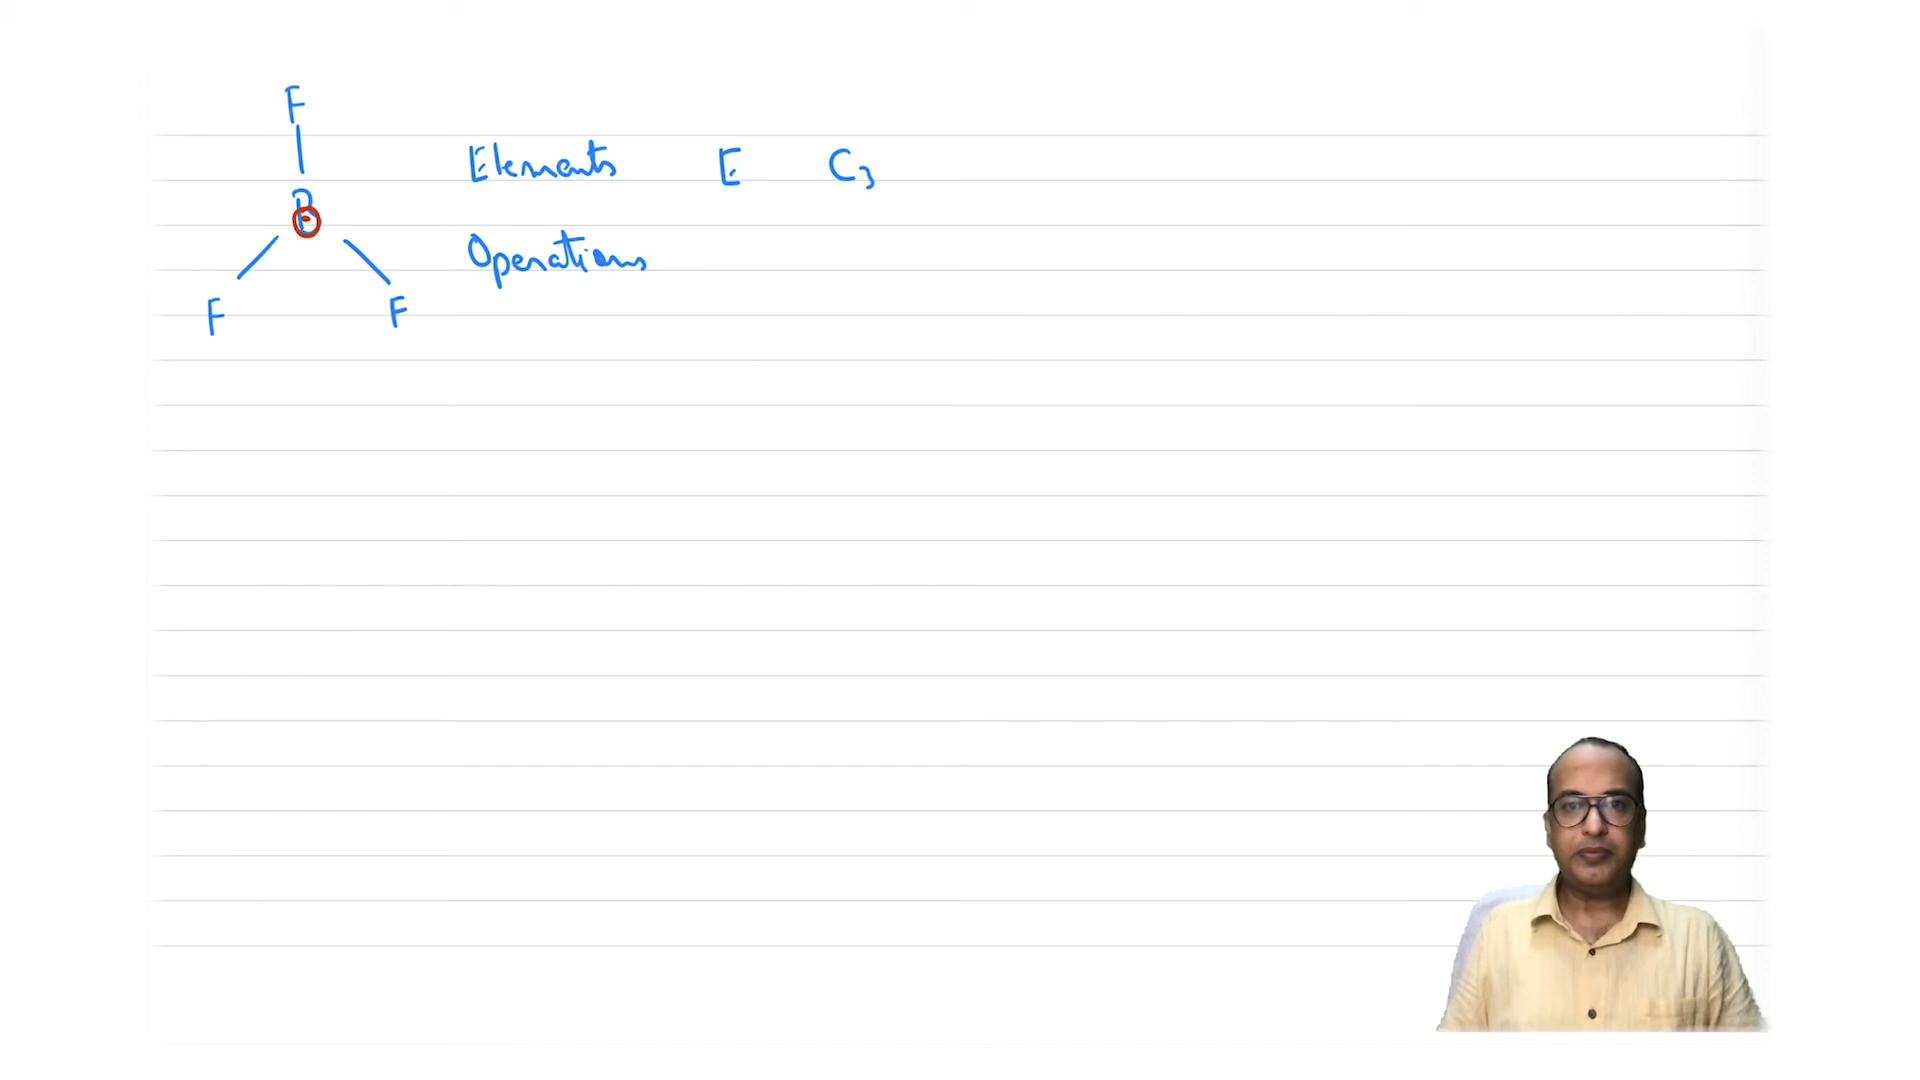 F
Elements E C₃
B
Operations
F F